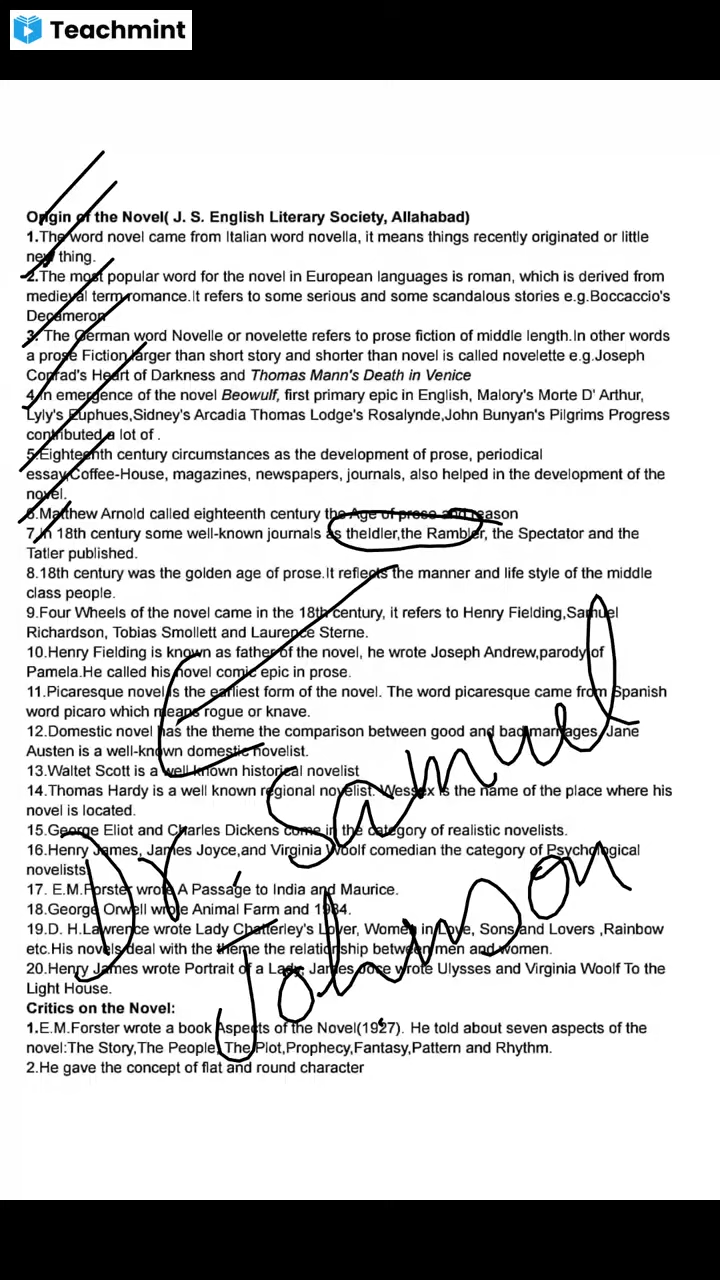 Teachmint
Origin of the Novel( J. S. English Literary Society, Allahabad)
1.The word novel came from Italian word novella, it means things recently originated or little
new thing.
2.The most popular word for the novel in European languages is roman, which is derived from
medieval term romance.It refers to some serious and some scandalous stories e.g.Boccaccio's
Decameron
3. The German word Novelle or novelette refers to prose fiction of middle length.In other words
a prose Fiction larger than short story and shorter than novel is called novelette e.g.Joseph
Conrad's Heart of Darkness and Thomas Mann's Death in Venice
4.In emergence of the novel Beowulf, first primary epic in English, Malory's Morte D' Arthur,
Lyly's Euphues,Sidney's Arcadia Thomas Lodge's Rosalynde,John Bunyan's Pilgrims Progress
contributed a lot of .
5.Eighteenth century circumstances as the development of prose, periodical
essay,Coffee-House, magazines, newspapers, journals, also helped in the development of the
novel.
6.Matthew Arnold called eighteenth century the Age of prose and reason
7.In 18th century some well-known journals as theIdler,the Rambler, the Spectator and the
Tatler published.
8.18th century was the golden age of prose.It reflects the manner and life style of the middle
class people.
9.Four Wheels of the novel came in the 18th century, it refers to Henry Fielding,Samuel
Richardson, Tobias Smollett and Laurence Sterne.
10.Henry Fielding is known as father of the novel, he wrote Joseph Andrew,parody of
Pamela.He called his novel comic epic in prose.
11.Picaresque novel is the earliest form of the novel. The word picaresque came from Spanish
word picaro which means rogue or knave.
12.Domestic novel has the theme the comparison between good and bad marriages. Jane
Austen is a well-known domestic novelist.
13.Waltet Scott is a well-known historical novelist
14.Thomas Hardy is a well known regional novelist. Wessex is the name of the place where his
novel is located.
15.George Eliot and Charles Dickens come in the category of realistic novelists.
16.Henry James, James Joyce,and Virginia Woolf comedian the category of Psychological
novelists
17. E.M.Forster wrote A Passage to India and Maurice.
18.George Orwell wrote Animal Farm and 1984.
19.D. H.Lawrence wrote Lady Chatterley's Lover, Women in Love, Sons and Lovers ,Rainbow
etc.His novels deal with the theme the relationship between men and women.
20.Henry James wrote Portrait of a Lady, James Joce wrote Ulysses and Virginia Woolf To the
Light House.
Critics on the Novel:
1.E.M.Forster wrote a book Aspects of the Novel(1927). He told about seven aspects of the
novel:The Story,The People, The Plot,Prophecy,Fantasy,Pattern and Rhythm.
2.He gave the concept of flat and round character
Dr. Samuel
Johnson